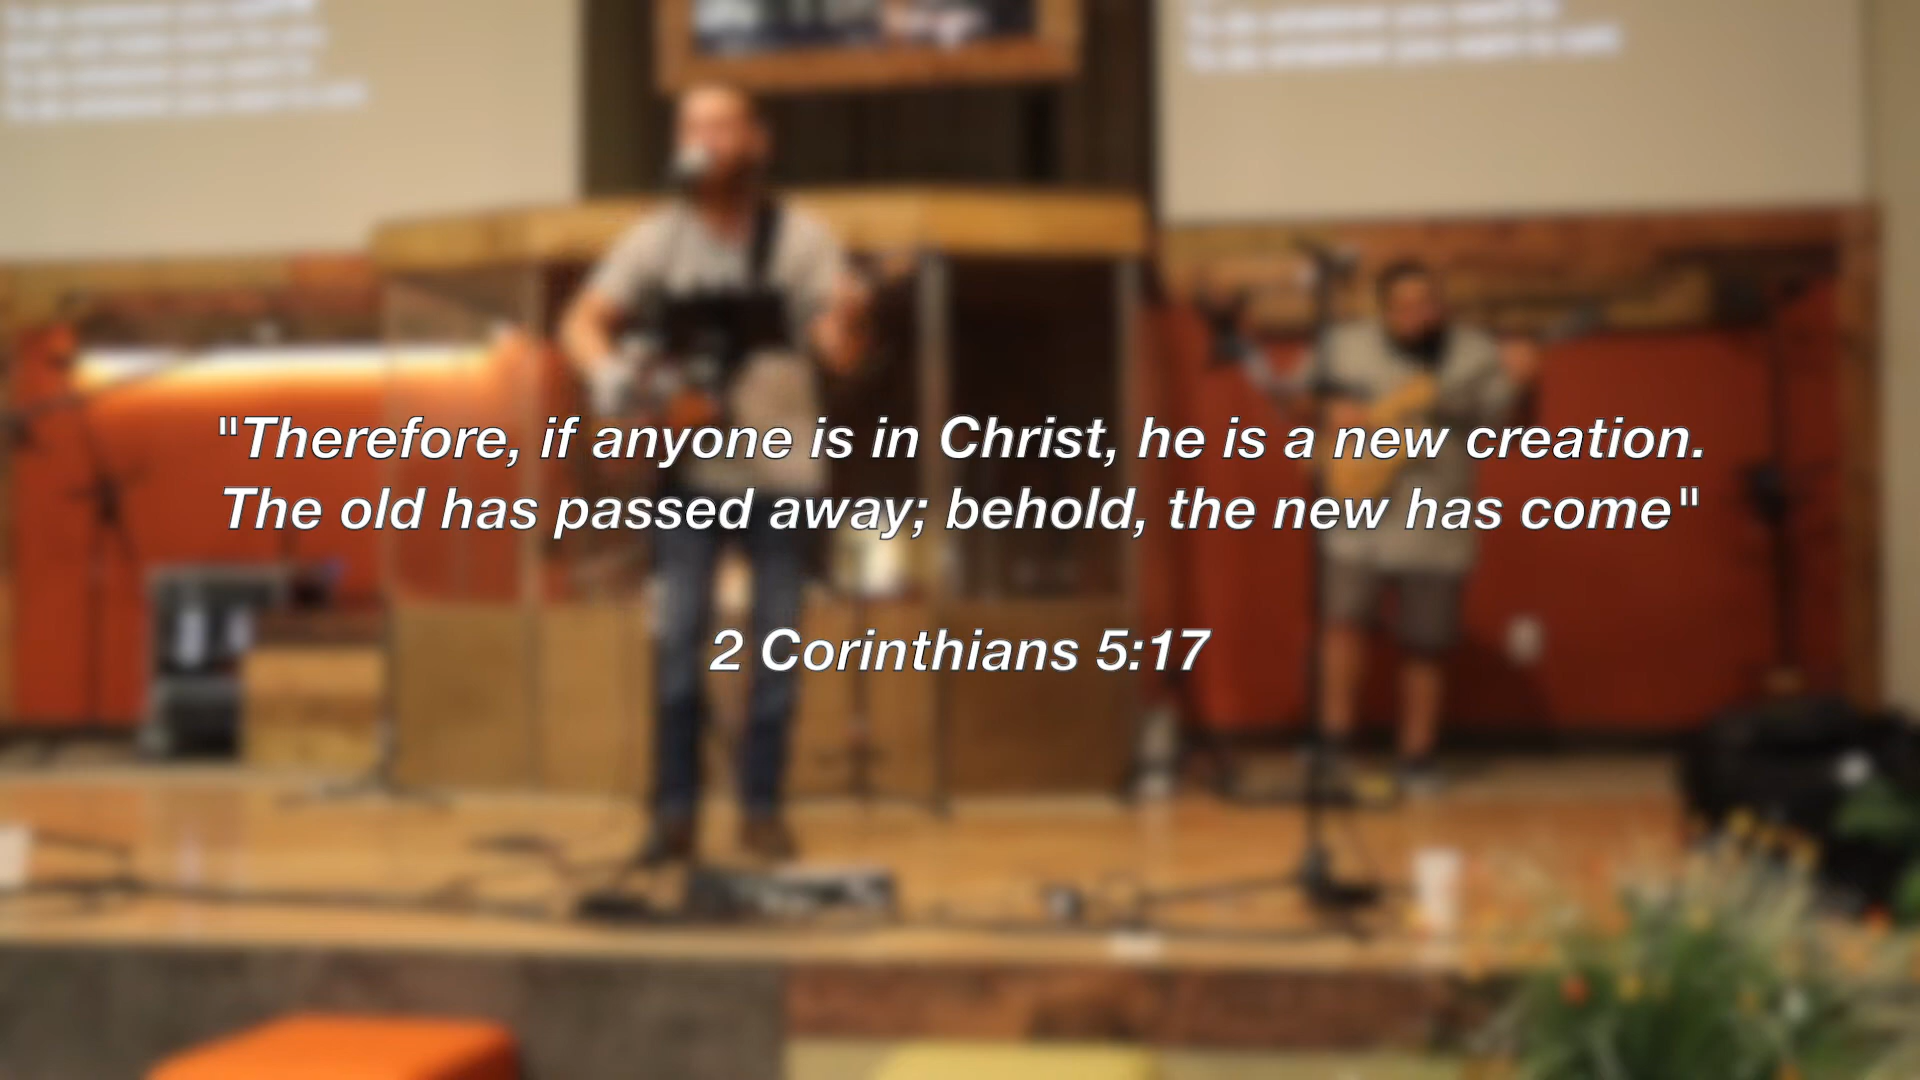 "Therefore, if anyone is in Christ, he is a new creation.
The old has passed away; behold, the new has come"
2 Corinthians 5:17